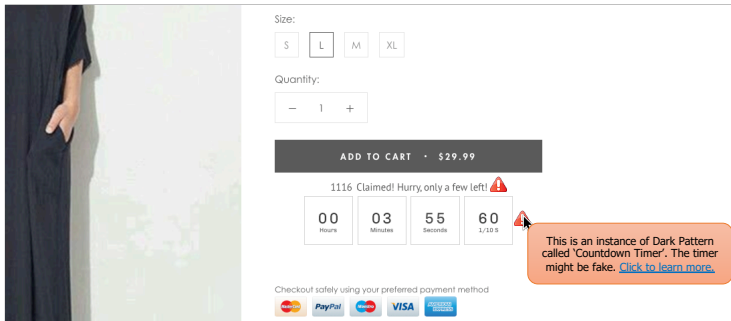 Size:
S L M XL
Quantity:
− 1 +
ADD TO CART · $29.99
1116 Claimed! Hurry, only a few left!
00 03 55 60
Hours Minutes Seconds 1/10 S
This is an instance of Dark Pattern
called ‘Countdown Timer’. The timer
might be fake. Click to learn more.
Checkout safely using your preferred payment method
MasterCard PayPal VISA